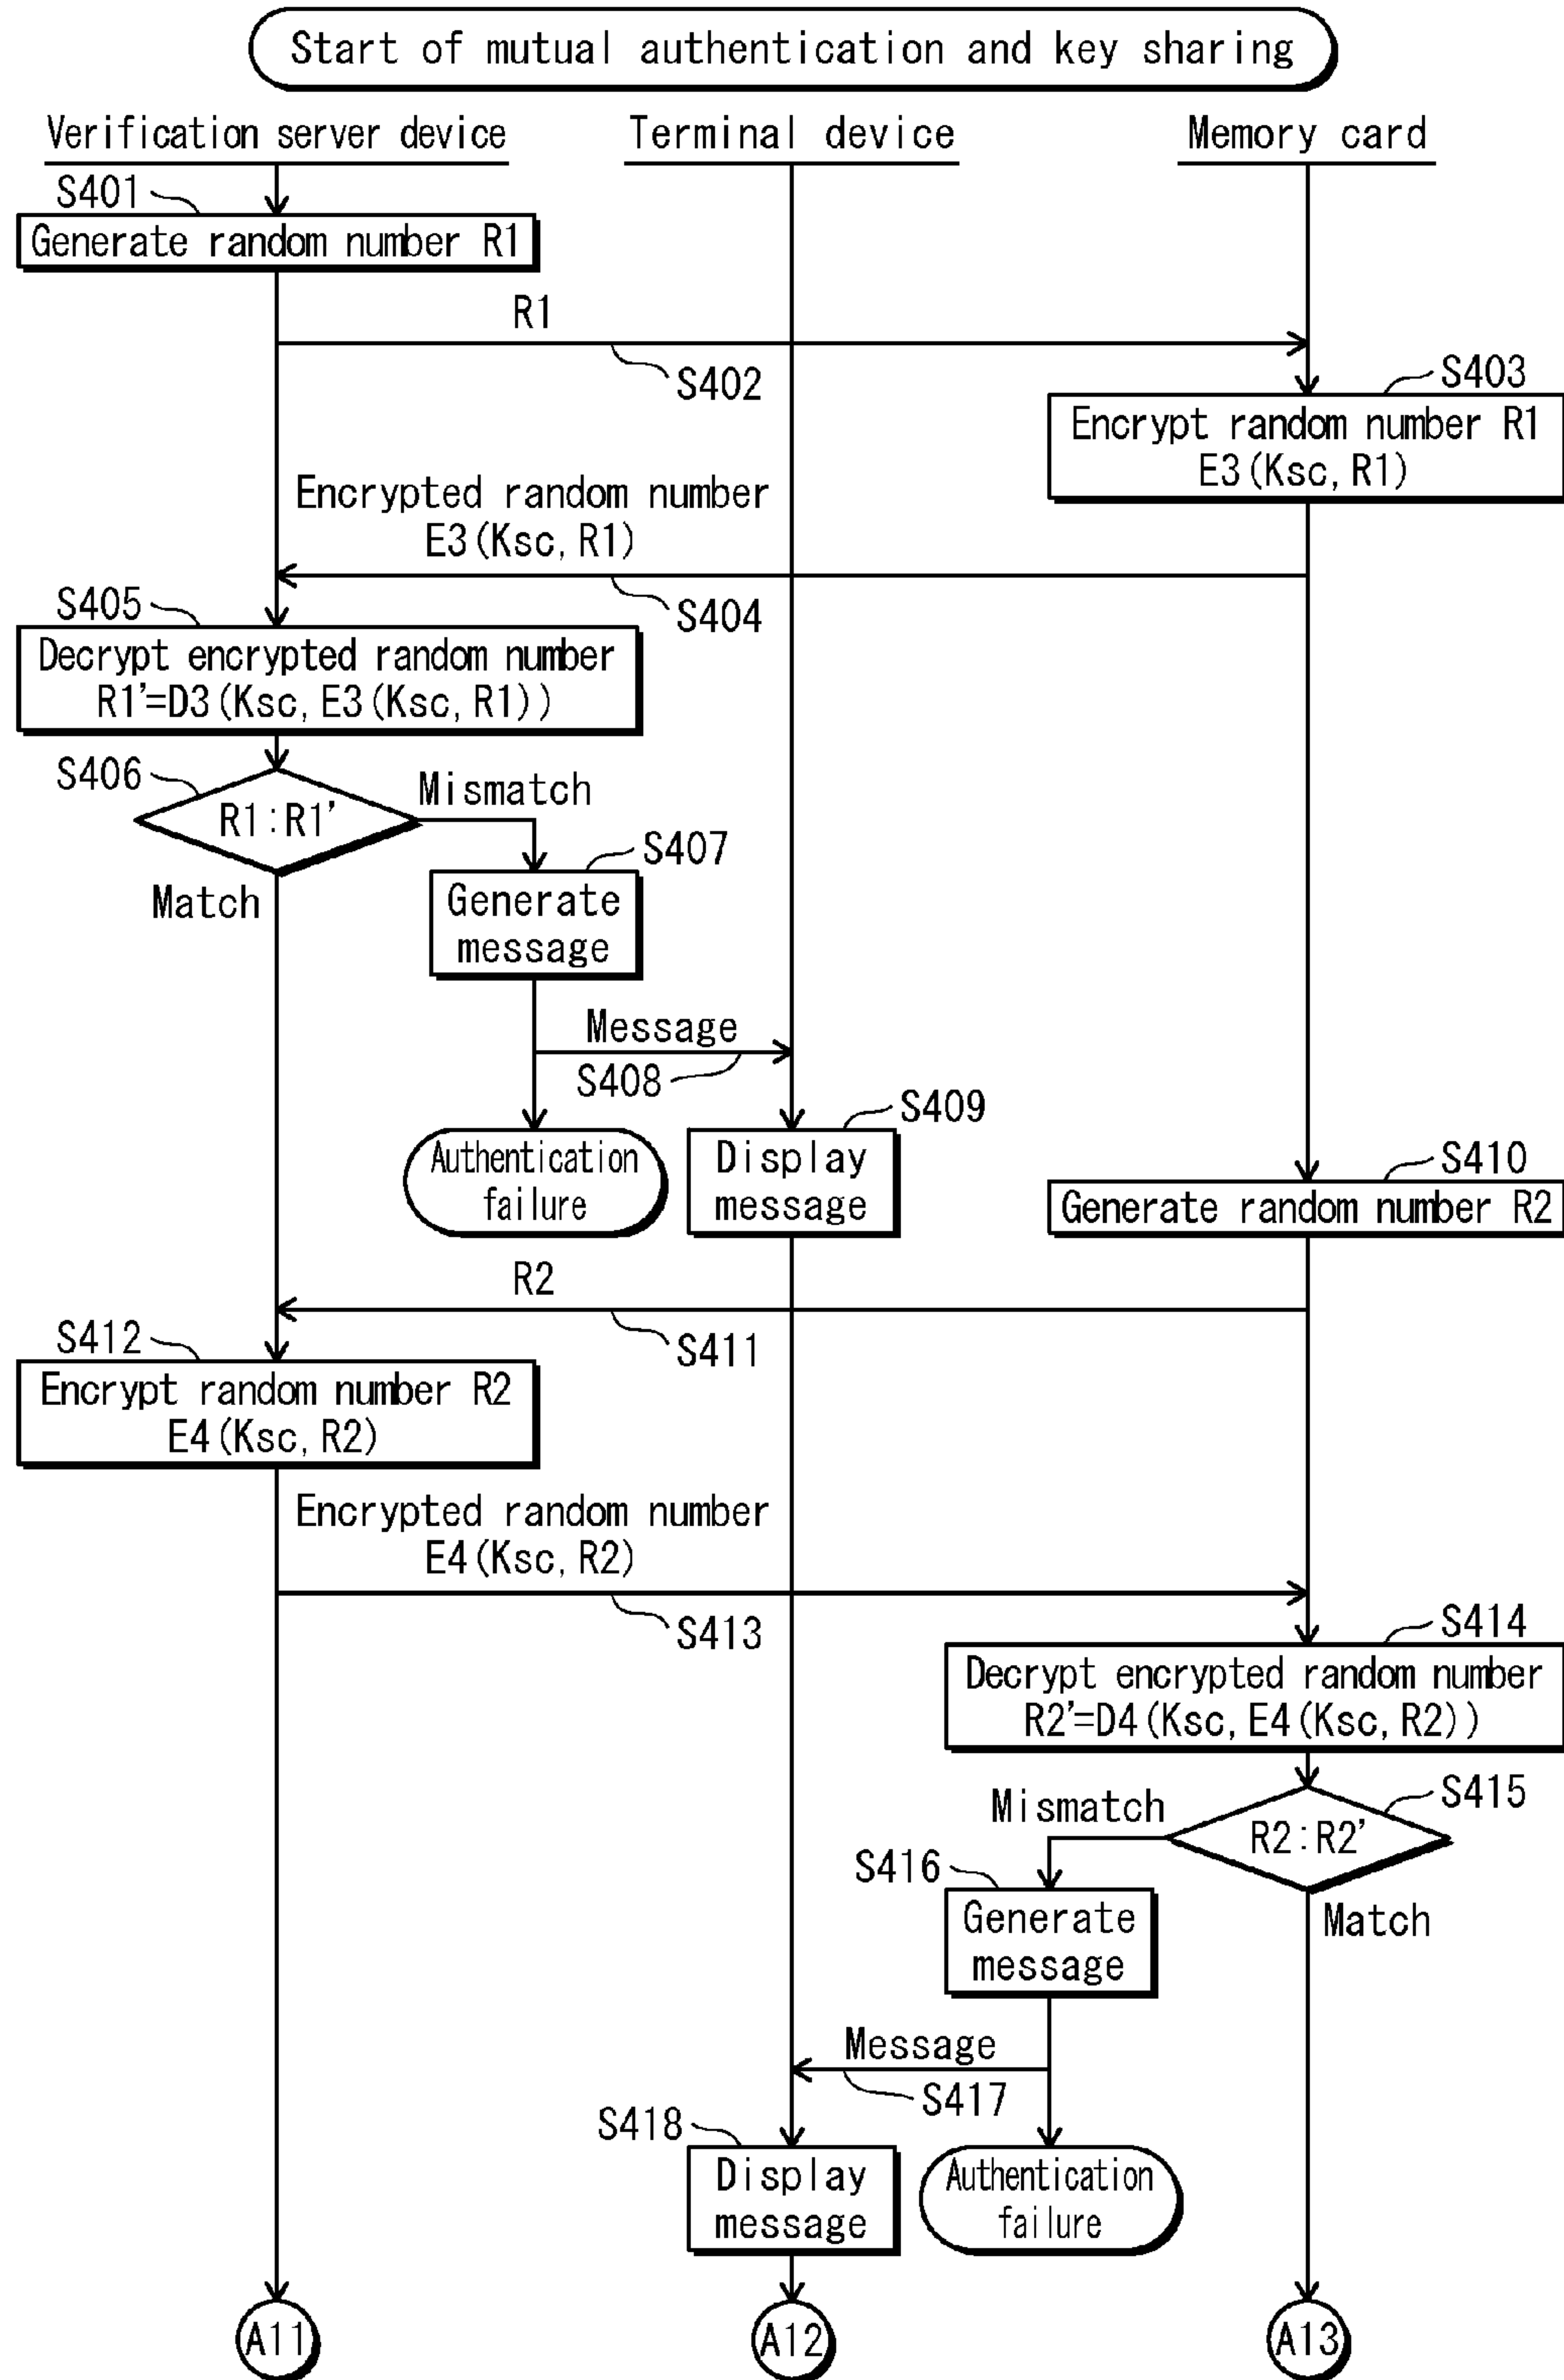 Start of mutual authentication and key sharing
Verification server device
Terminal device
Memory card
S401
Generate random number R1
R1
S402
S403
Encrypt random number R1
E3(Ksc, R1)
Encrypted random number
E3(Ksc, R1)
S404
S405
Decrypt encrypted random number
R1'=D3(Ksc, E3(Ksc, R1))
S406
R1:R1'
Mismatch
Match
S407
Generate
message
Message
S408
Authentication
failure
S409
Display
message
S410
Generate random number R2
R2
S411
S412
Encrypt random number R2
E4(Ksc, R2)
Encrypted random number
E4(Ksc, R2)
S413
S414
Decrypt encrypted random number
R2'=D4(Ksc, E4(Ksc, R2))
S415
R2:R2'
Mismatch
Match
S416
Generate
message
Message
S417
S418
Display
message
Authentication
failure
A11
A12
A13